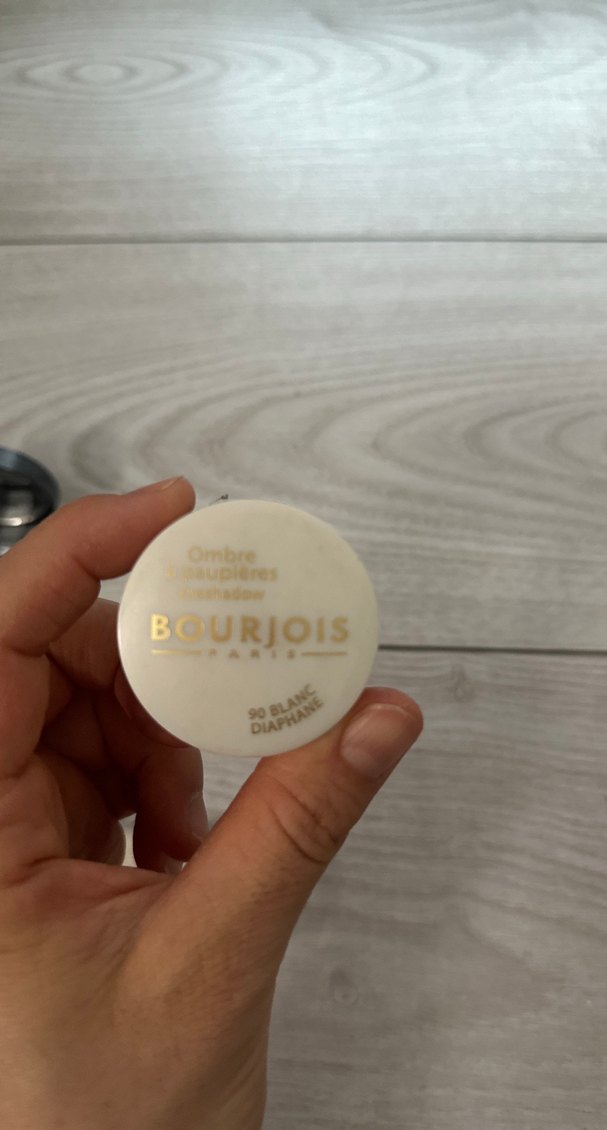 Ombre
à paupières
eyeshadow
BOURJOIS
PARIS
90 BLANC
DIAPHANE